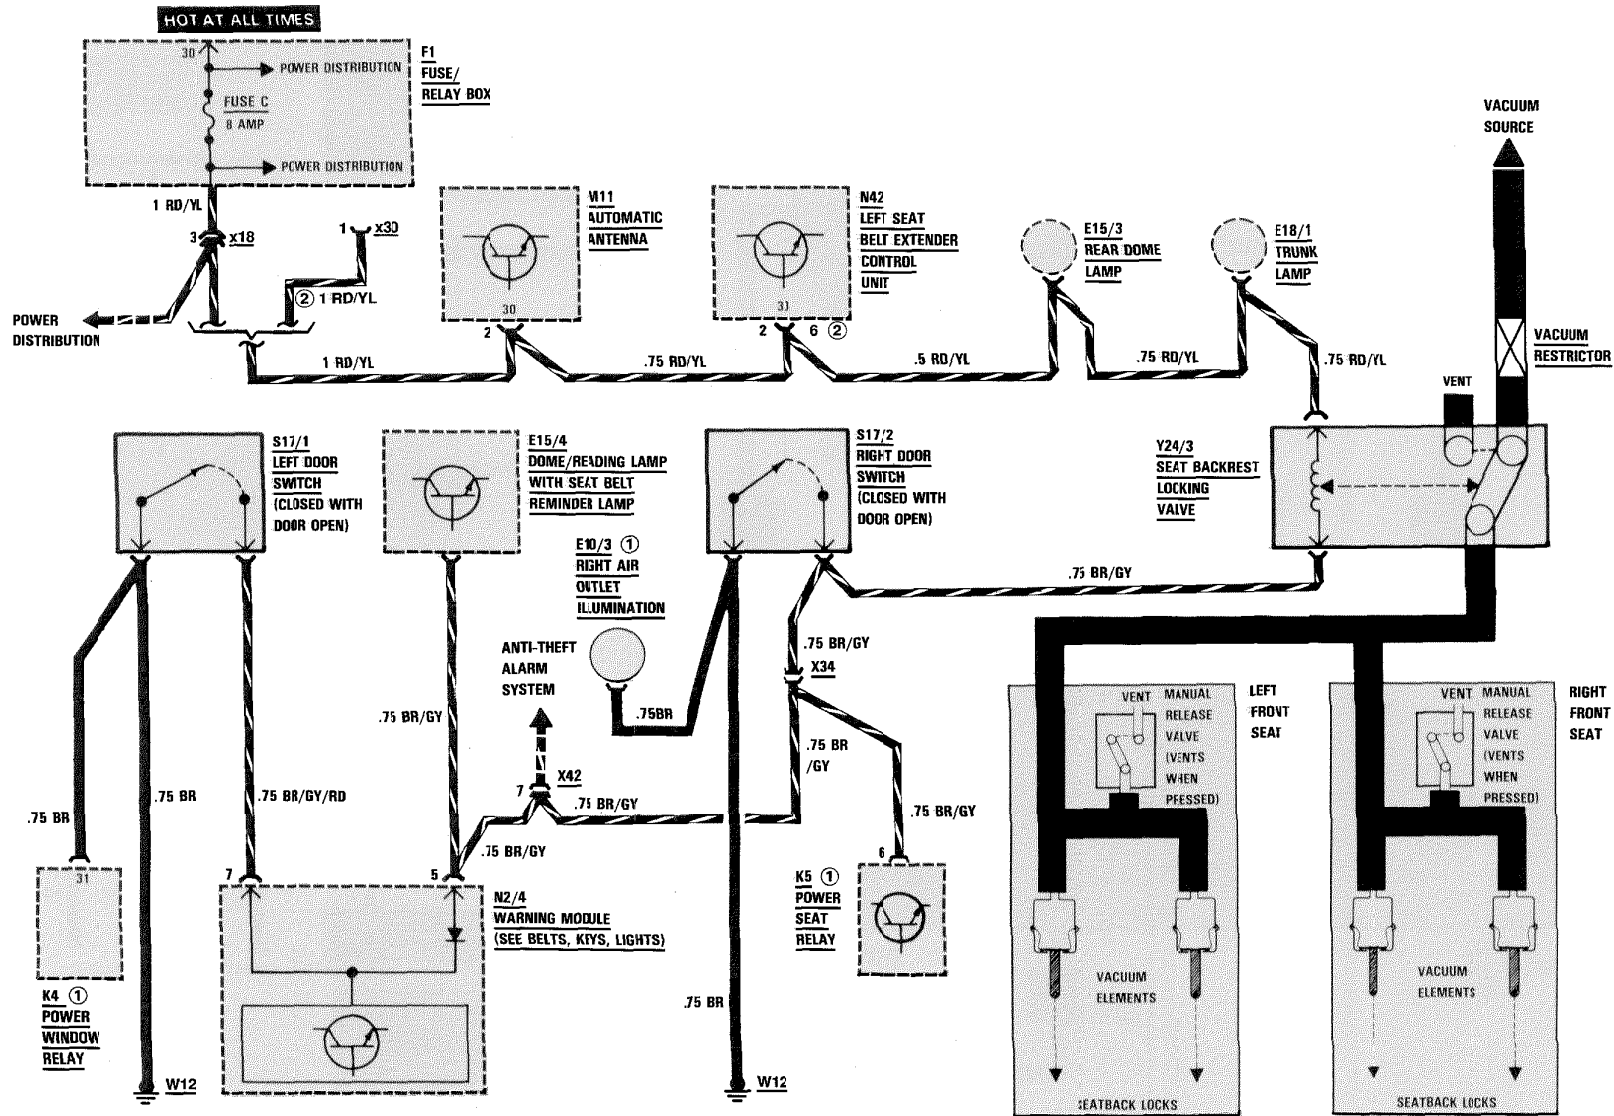 HOT AT ALL TIMES
30
POWER DISTRIBUTION
FUSE C
8 AMP
POWER DISTRIBUTION
F1
FUSE/
RELAY BOX
1 RD/YL
3
X18
1
X30
2 1 RD/YL
POWER
DISTRIBUTION
1 RD/YL
M11
AUTOMATIC
ANTENNA
30
2
.75 RD/YL
N42
LEFT SEAT
BELT EXTENDER
CONTROL
UNIT
31
2 6 2
.5 RD/YL
E15/3
REAR DOME
LAMP
.75 RD/YL
E18/1
TRUNK
LAMP
.75 RD/YL
VACUUM
SOURCE
VACUUM
RESTRICTOR
VENT
Y24/3
SEAT BACKREST
LOCKING
VALVE
S17/1
LEFT DOOR
SWITCH
(CLOSED WITH
DOOR OPEN)
E15/4
DOME/READING LAMP
WITH SEAT BELT
REMINDER LAMP
E10/3 1
RIGHT AIR
OUTLET
ILLUMINATION
S17/2
RIGHT DOOR
SWITCH
(CLOSED WITH
DOOR OPEN)
.75 BR/GY
ANTI-THEFT
ALARM
SYSTEM
.75BR
.75 BR/GY
X34
.75 BR/GY
.75 BR
/GY
.75 BR
.75 BR
.75 BR/GY/RD
7
X42
.75 BR/GY
.75 BR/GY
.75 BR/GY
31
K4 1
POWER
WINDOW
RELAY
W12
7
5
N2/4
WARNING MODULE
(SEE BELTS, KEYS, LIGHTS)
.75 BR
W12
6
K5 1
POWER
SEAT
RELAY
LEFT
FRONT
SEAT
VENT
MANUAL
RELEASE
VALVE
(VENTS
WHEN
PRESSED)
VACUUM
ELEMENTS
SEATBACK LOCKS
RIGHT
FRONT
SEAT
VENT
MANUAL
RELEASE
VALVE
(VENTS
WHEN
PRESSED)
VACUUM
ELEMENTS
SEATBACK LOCKS